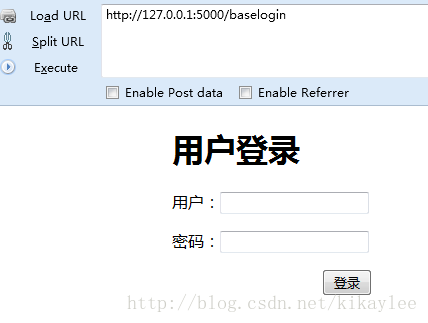 Load URL http://127.0.0.1:5000/baselogin
Split URL
Execute
Enable Post data Enable Referrer
用户登录
用户：
密码：
登录
http://blog.csdn.net/kikaylee